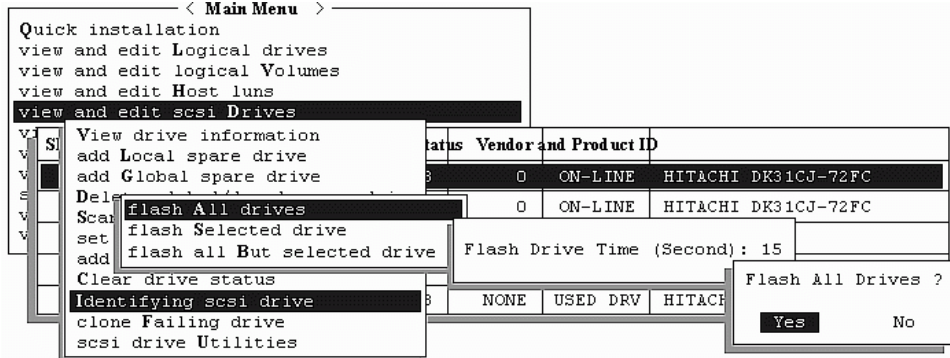 < Main Menu >
Quick installation
view and edit Logical drives
view and edit logical Volumes
view and edit Host luns
view and edit scsi Drives
View drive information
Vendor and Product ID
add Local spare drive
add Global spare drive
0 ON-LINE HITACHI DK31CJ-72FC
flash All drives
0 ON-LINE HITACHI DK31CJ-72FC
flash Selected drive
set
flash all But selected drive
add
Flash Drive Time (Second): 15
Clear drive status
Flash All Drives ?
Identifying scsi drive
NONE USED DRV
clone Failing drive
Yes No
scsi drive Utilities